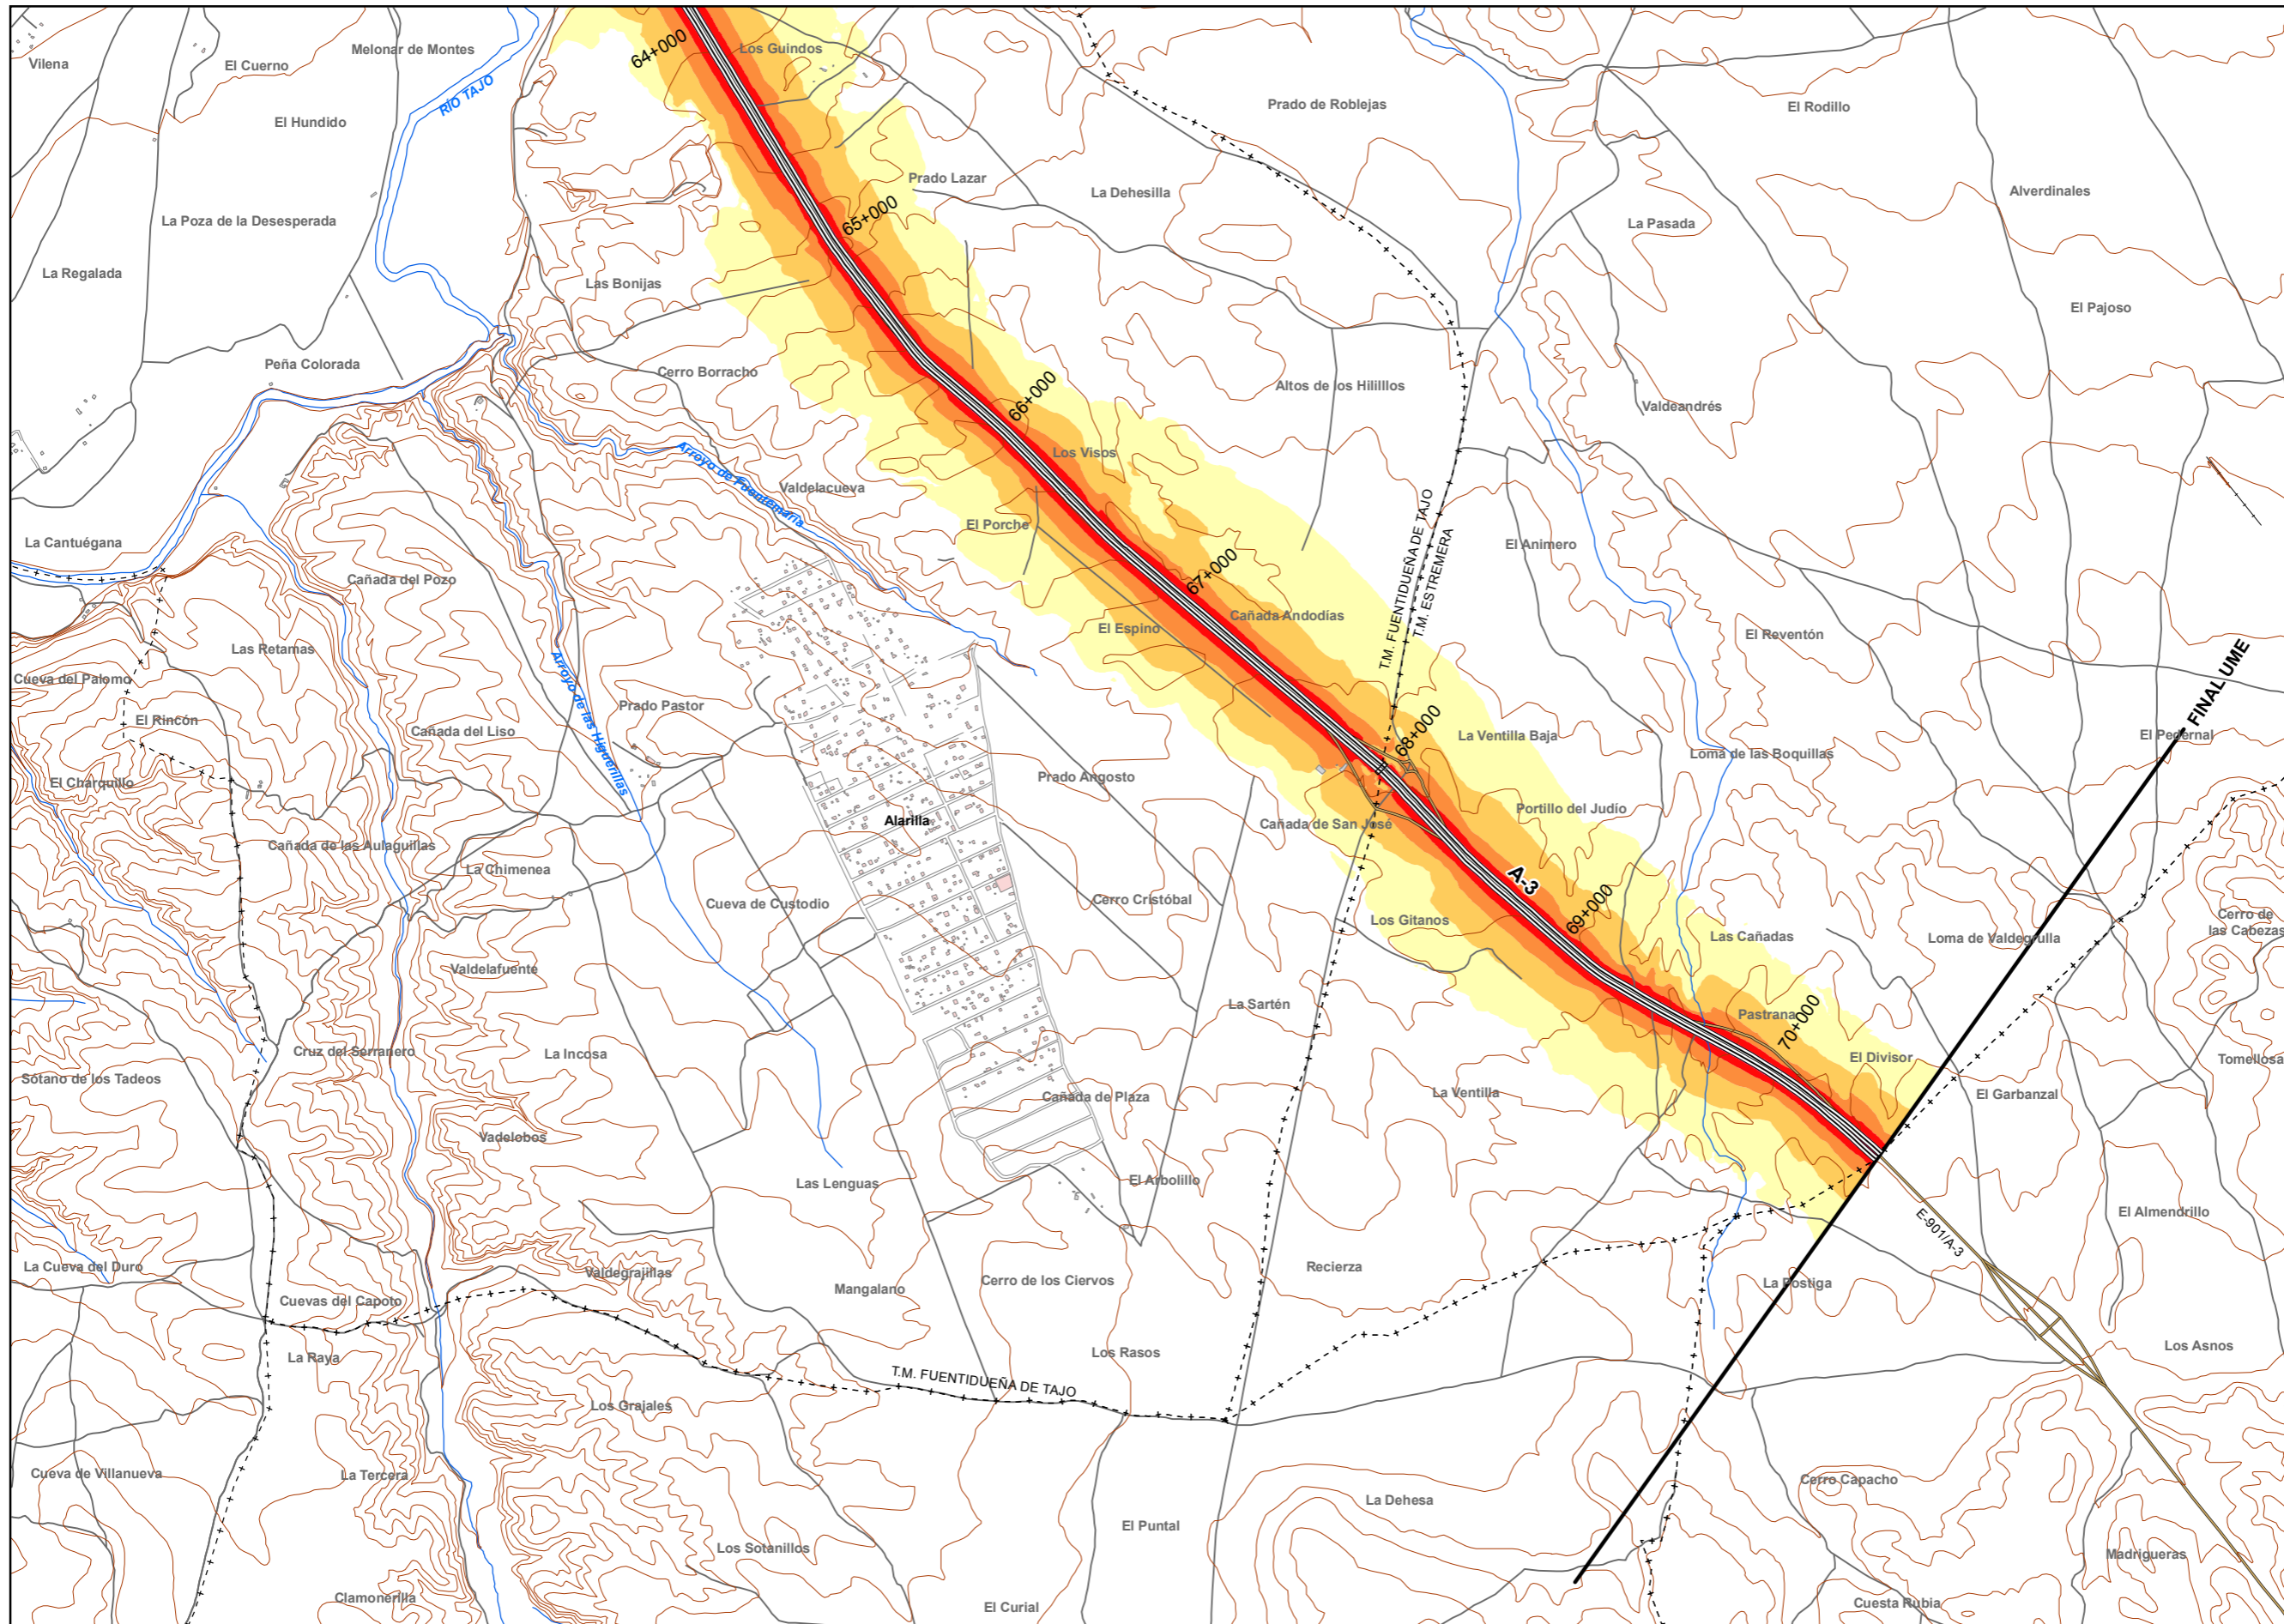 Vilena
El Cuerno
Melonar de Montes
64+000
Los Guindos
RÍO TAJO
El Hundido
Prado de Roblejas
El Rodillo
Prado Lazar
La Dehesilla
Alverdinales
La Poza de la Desesperada
65+000
La Pasada
La Regalada
Las Bonijas
El Pajoso
Peña Colorada
Cerro Borracho
66+000
Altos de los Hililllos
Valdeandrés
Los Visos
Arroyo de Fuentemaría
Valdelacueva
El Porche
T.M. FUENTIDUEÑA DE TAJO
T.M. ESTREMERA
La Cantuégana
El Animero
Cañada del Pozo
67+000
Cañada Andodías
El Espino
El Reventón
Las Retamas
Cueva del Palomo
Arroyo de las Higuerillas
FINAL UME
El Rincón
Prado Pastor
Cañada del Liso
68+000
La Ventilla Baja
El Pedernal
Loma de las Boquillas
El Charquillo
Prado Angosto
Portillo del Judío
Alarilla
Cañada de San José
Cañada de las Aulaguillas
La Chimenea
A-3
Cueva de Custodio
Cerro Cristóbal
Los Gitanos
69+000
Cerro de
las Cabezas
Las Cañadas
Loma de Valdegrulla
Valdelafuente
La Sartén
Pastrana
70+000
Cruz del Serranero
La Incosa
El Divisor
Tomellosa
Sótano de los Tadeos
Cañada de Plaza
La Ventilla
El Garbanzal
Vadelobos
Las Lenguas
El Arbolillo
El Almendrillo
E-901/A-3
La Cueva del Duro
Valdegrajillas
Mangalano
Cerro de los Ciervos
Recierza
La Postiga
Cuevas del Capoto
La Raya
Los Rasos
Los Asnos
T.M. FUENTIDUEÑA DE TAJO
Los Grajales
Cueva de Villanueva
La Tercera
Cerro Capacho
La Dehesa
El Puntal
Los Sotanillos
Madrigueras
Clamonerilla
El Curial
Cuesta Rubia